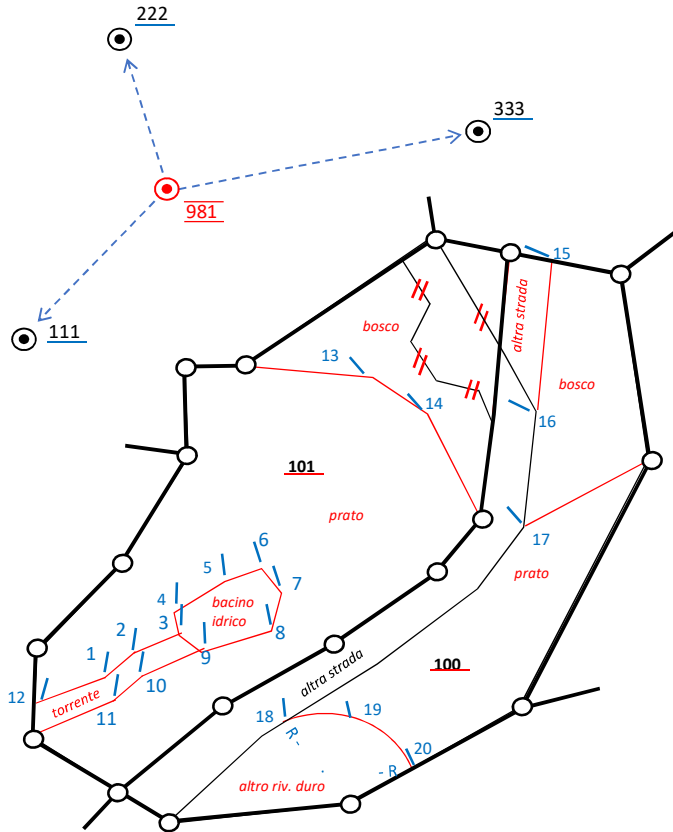 222
333
981
111
15
altra strada
bosco
13
bosco
14
16
101
prato
6
17
5
7
prato
4
bacino
idrico
3
2
8
9
1
100
10
altra strada
12
torrente
11
18
19
R -
20
- R
altro riv. duro